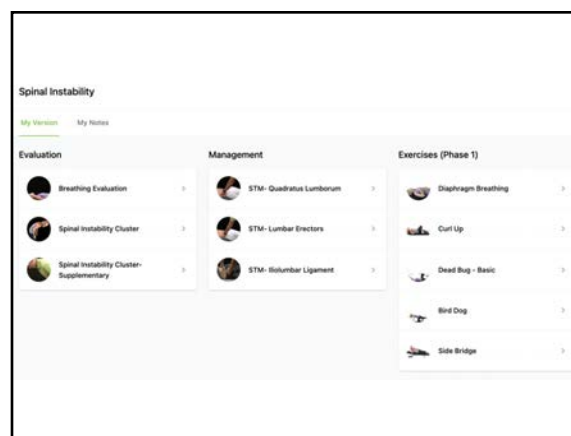 Spinal Instability
My Version My Notes
Evaluation
Breathing Evaluation
Spinal Instability Cluster
Spinal Instability Cluster-
Supplementary
Management
STM- Quadratus Lumborum
STM- Lumbar Erectors
STM- Iliolumbar Ligament
Exercises (Phase 1)
Diaphragm Breathing
Curl Up
Dead Bug - Basic
Bird Dog
Side Bridge